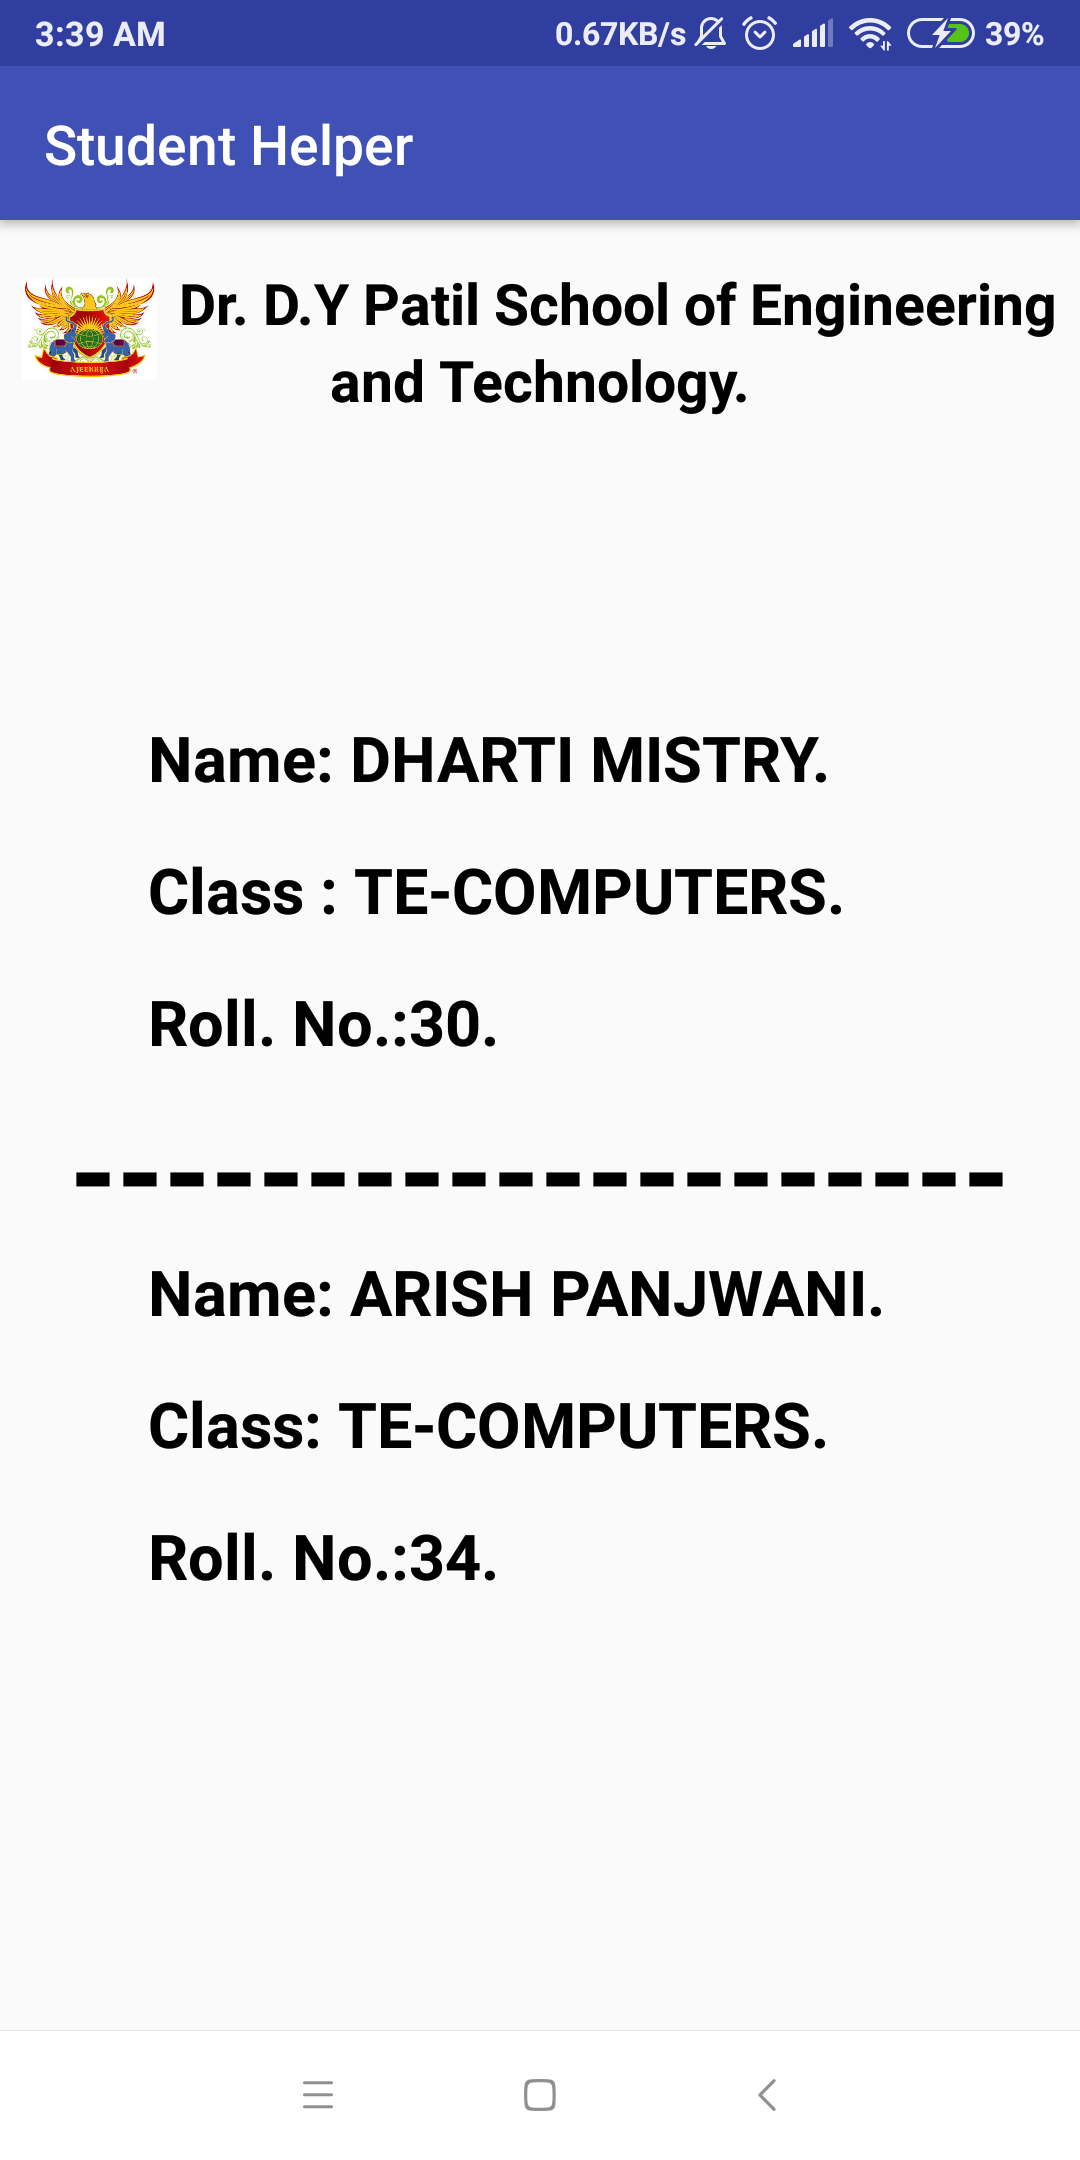 3:39 AM 0.67KB/s 39%
Student Helper
AJEENKYA
Dr. D.Y Patil School of Engineering
and Technology.
Name: DHARTI MISTRY.
Class : TE-COMPUTERS.
Roll. No.:30.
--------------------
Name: ARISH PANJWANI.
Class: TE-COMPUTERS.
Roll. No.:34.